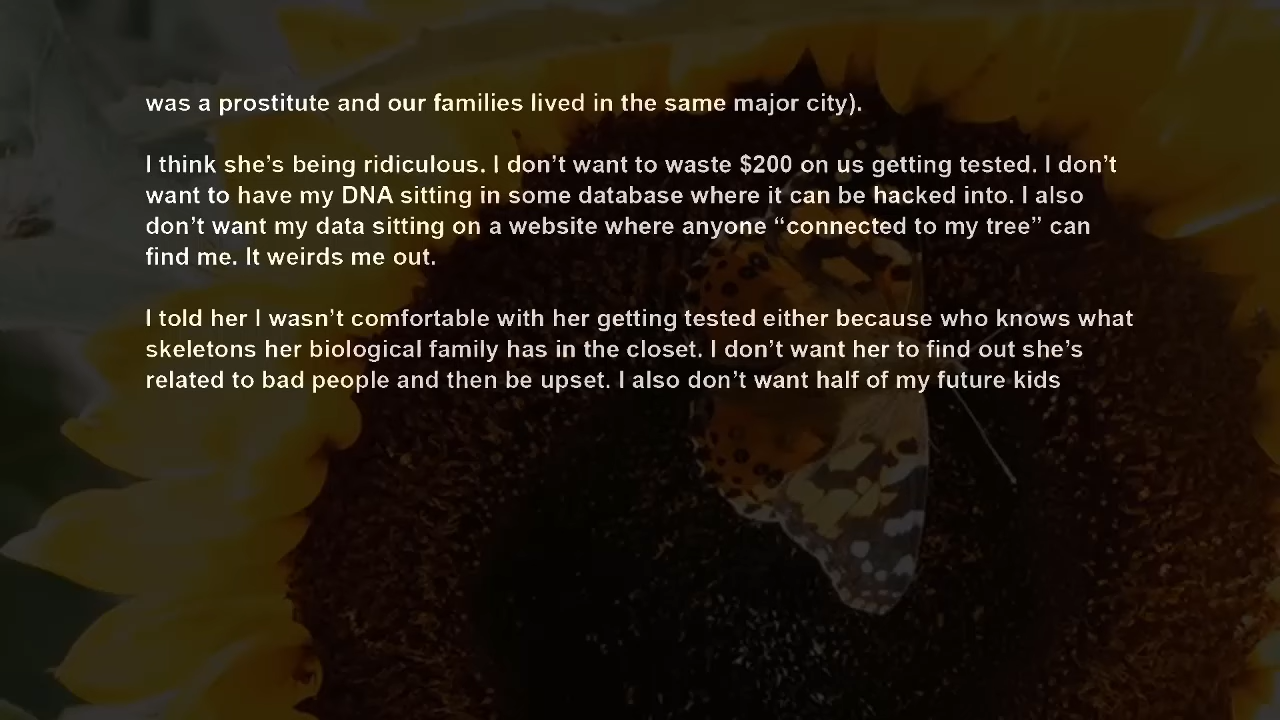 was a prostitute and our families lived in the same major city).
I think she’s being ridiculous. I don’t want to waste $200 on us getting tested. I don’t
want to have my DNA sitting in some database where it can be hacked into. I also
don’t want my data sitting on a website where anyone “connected to my tree” can
find me. It weirds me out.
I told her I wasn’t comfortable with her getting tested either because who knows what
skeletons her biological family has in the closet. I don’t want her to find out she’s
related to bad people and then be upset. I also don’t want half of my future kids